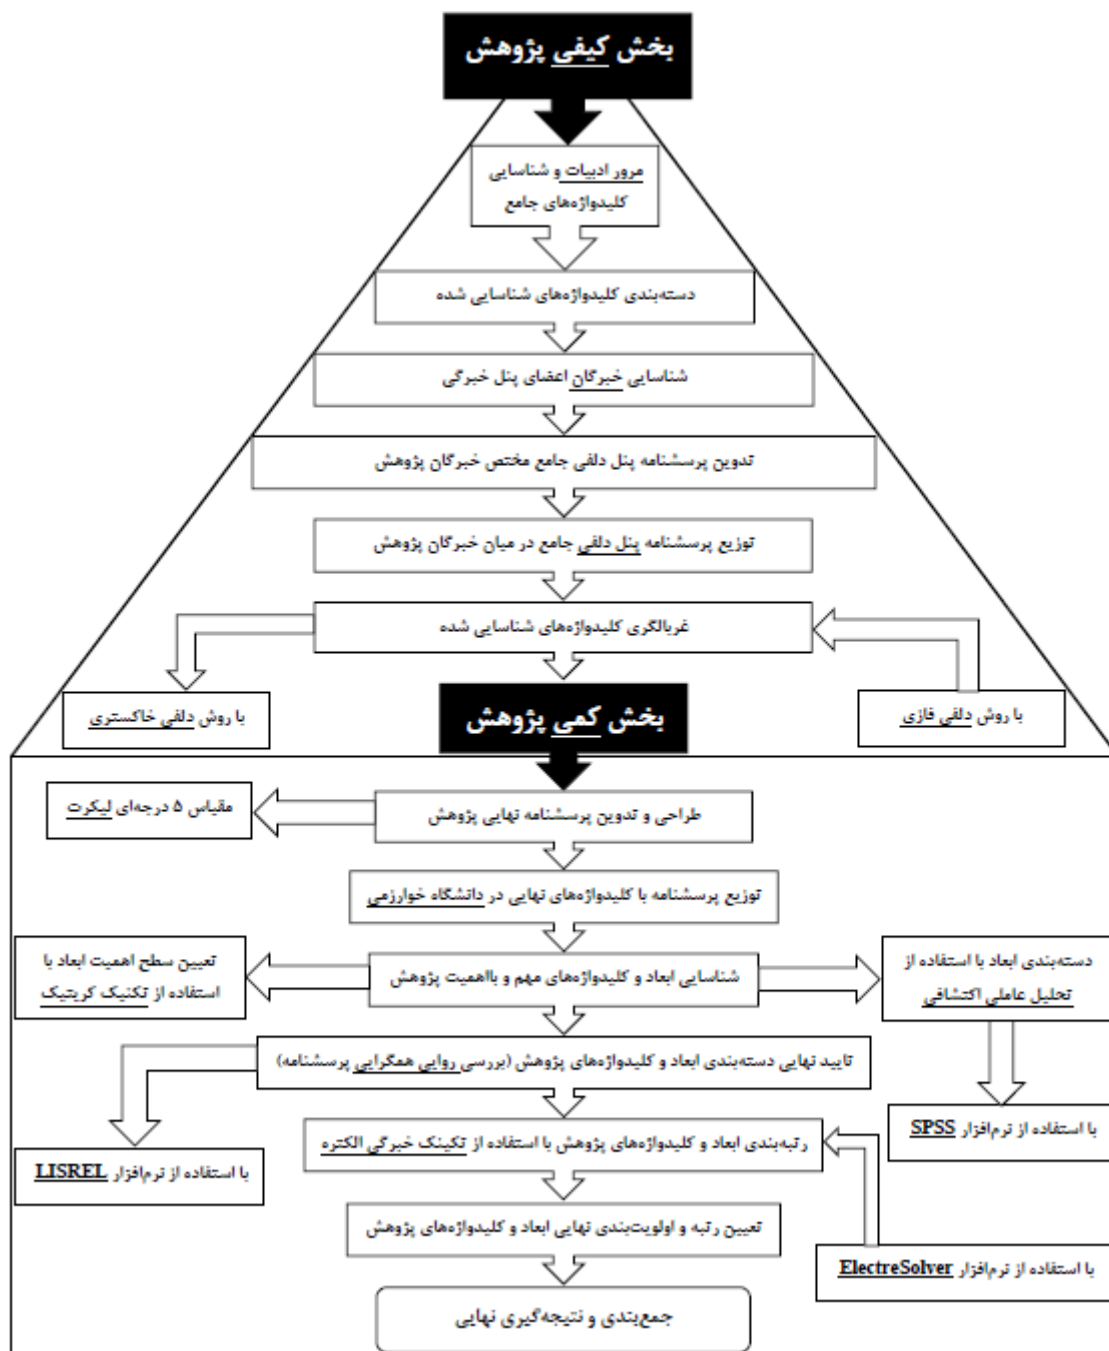 بخش کیفی پژوهش
مرور ادبیات و شناسایی
کلیدواژه‌های جامع
دسته‌بندی کلیدواژه‌های شناسایی شده
شناسایی خبرگان اعضای پنل خبرگی
تدوین پرسشنامه پنل دلفی جامع مختص خبرگان پژوهش
توزیع پرسشنامه پنل دلفی جامع در میان خبرگان پژوهش
غربالگری کلیدواژه‌های شناسایی شده
با روش دلفی فازی
با روش دلفی خاکستری
بخش کمی پژوهش
طراحی و تدوین پرسشنامه نهایی پژوهش
مقیاس ۵ درجه‌ای لیکرت
توزیع پرسشنامه با کلیدواژه‌های نهایی در دانشگاه خوارزمی
دسته‌بندی ابعاد با استفاده از
تحلیل عاملی اکتشافی
شناسایی ابعاد و کلیدواژه‌های مهم و بااهمیت پژوهش
تعیین سطح اهمیت ابعاد با
استفاده از تکنیک کریتیک
تایید نهایی دسته‌بندی ابعاد و کلیدواژه‌های پژوهش (بررسی روایی همگرایی پرسشنامه)
با استفاده از نرم‌افزار SPSS
رتبه‌بندی ابعاد و کلیدواژه‌های پژوهش با استفاده از تکینک خبرگی الکتره
با استفاده از نرم‌افزار LISREL
تعیین رتبه و اولویت‌بندی نهایی ابعاد و کلیدواژه‌های پژوهش
با استفاده از نرم‌افزار ElectreSolver
جمع‌بندی و نتیجه‌گیری نهایی